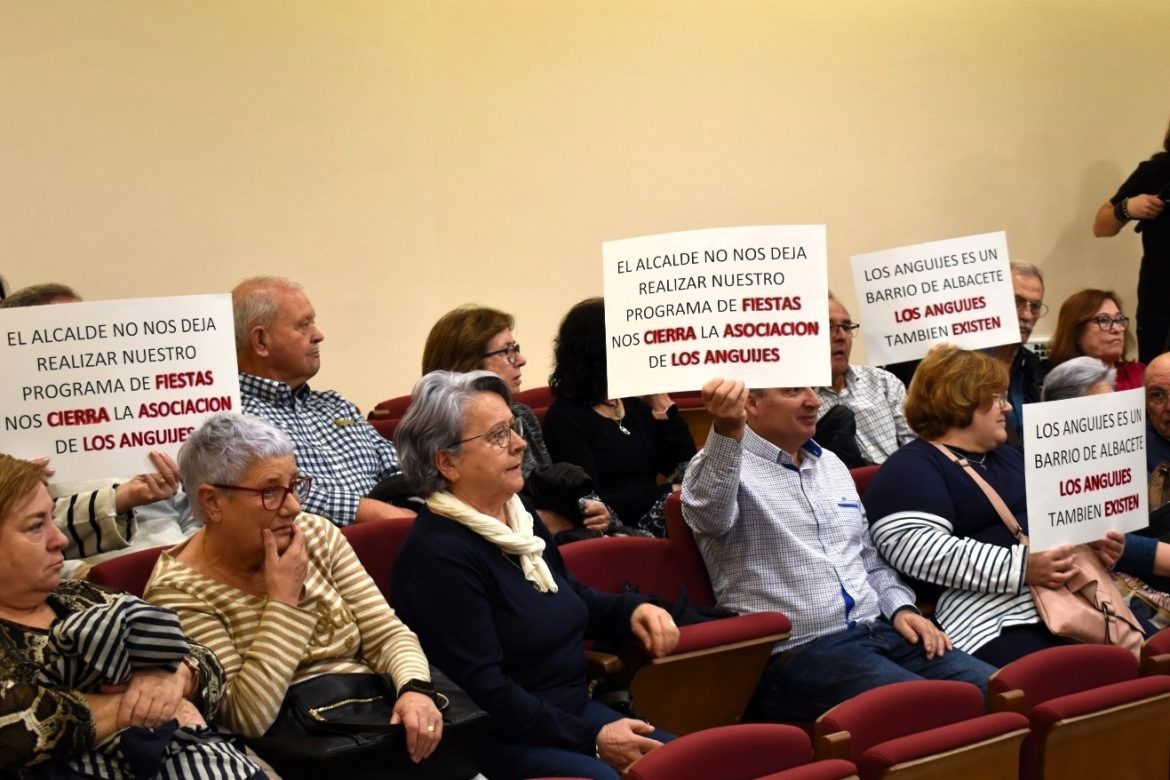 EL ALCALDE NO NOS DEJA
REALIZAR NUESTRO
PROGRAMA DE FIESTAS
NOS CIERRA LA ASOCIACION
DE LOS ANGUIJES
EL ALCALDE NO NOS DEJA
REALIZAR NUESTRO
PROGRAMA DE FIESTAS
NOS CIERRA LA ASOCIACION
DE LOS ANGUIJES
LOS ANGUIJES ES UN
BARRIO DE ALBACETE
LOS ANGUIJES
TAMBIEN EXISTEN
LOS ANGUIJES ES UN
BARRIO DE ALBACETE
LOS ANGUIJES
TAMBIEN EXISTEN